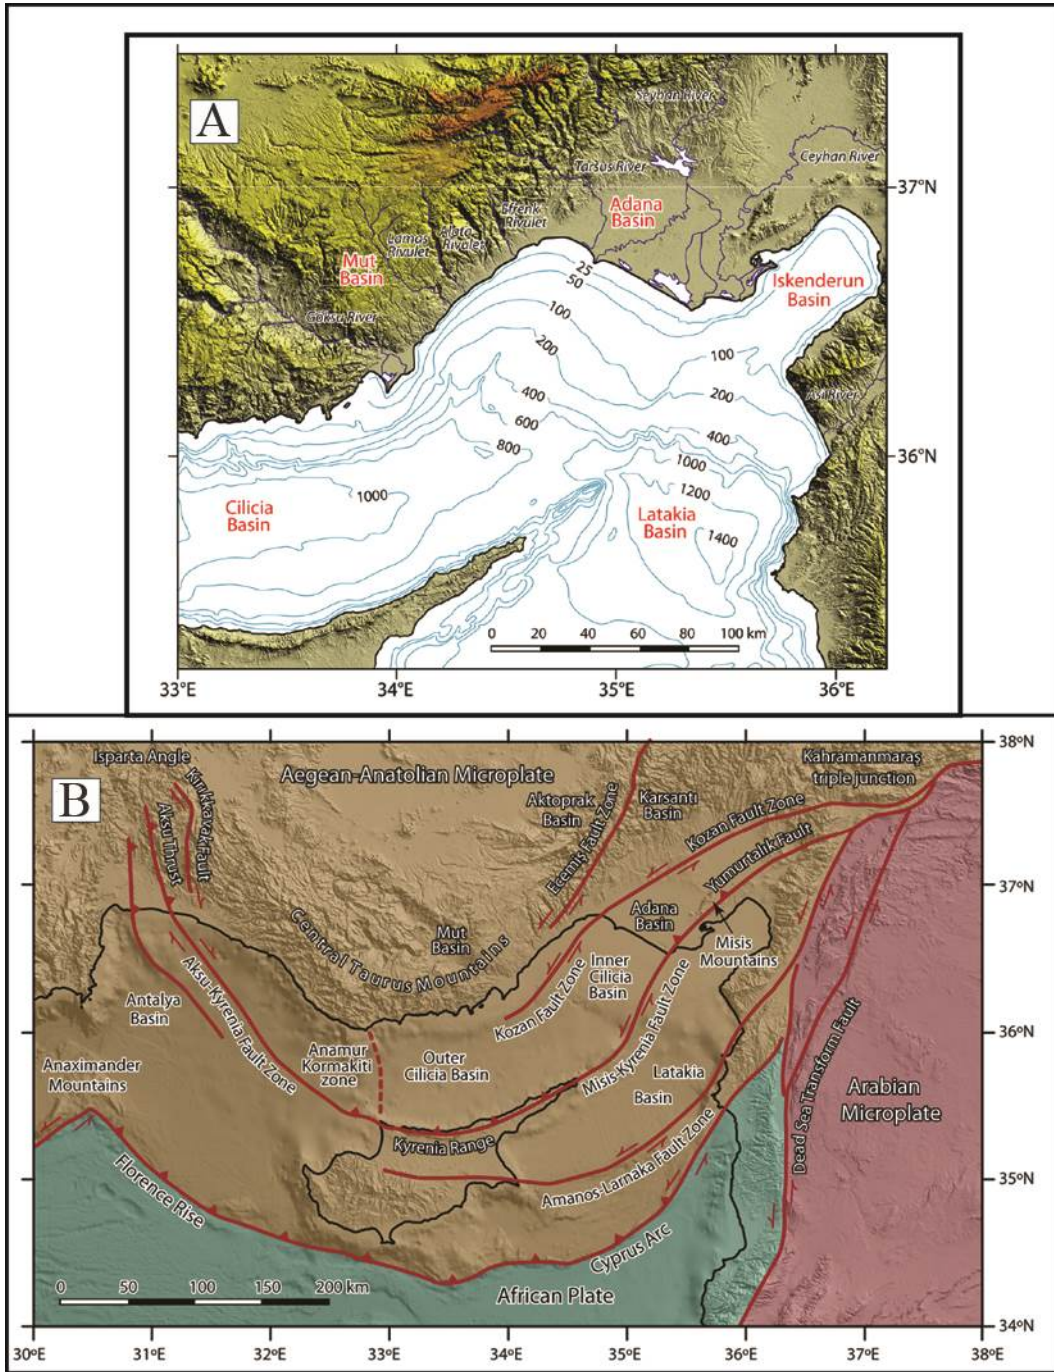 A
Seyhan River
Ceyhan River
Tarsus River
37°N
Adana
Basin
Efrenk
Rivulet
Alata
Rivulet
Lamas
Rivulet
Mut
Basin
Göksu River
Iskenderun
Basin
25
50
100
200
100
200
400
600
800
400
1000
1200
1400
Asi River
36°N
1000
Cilicia
Basin
Latakia
Basin
0 20 40 60 80 100 km
33°E 34°E 35°E 36°E
B
38°N
Isparta Angle
Kırıkkavak Fault
Aksu Thrust
Aegean-Anatolian Microplate
Aktoprak
Basin
Ecemiş Fault Zone
Karsantı
Basin
Kahramanmaraş
triple junction
Kozan Fault Zone
Yumurtalık Fault
37°N
Adana
Basin
Misis
Mountains
Mut
Basin
Central Taurus Mountains
Inner
Cilicia
Basin
Kozan Fault Zone
Antalya
Basin
Aksu-Kyrenia Fault Zone
36°N
Anaximander
Mountains
Anamur
Kormakiti
zone
Outer
Cilicia Basin
Misis-Kyrenia Fault Zone
Latakia
Basin
Dead Sea Transform Fault
Arabian
Microplate
Kyrenia Range
Amanos-Larnaka Fault Zone
35°N
Florence Rise
Cyprus Arc
African Plate
0 50 100 150 200 km
34°N
30°E 31°E 32°E 33°E 34°E 35°E 36°E 37°E 38°E